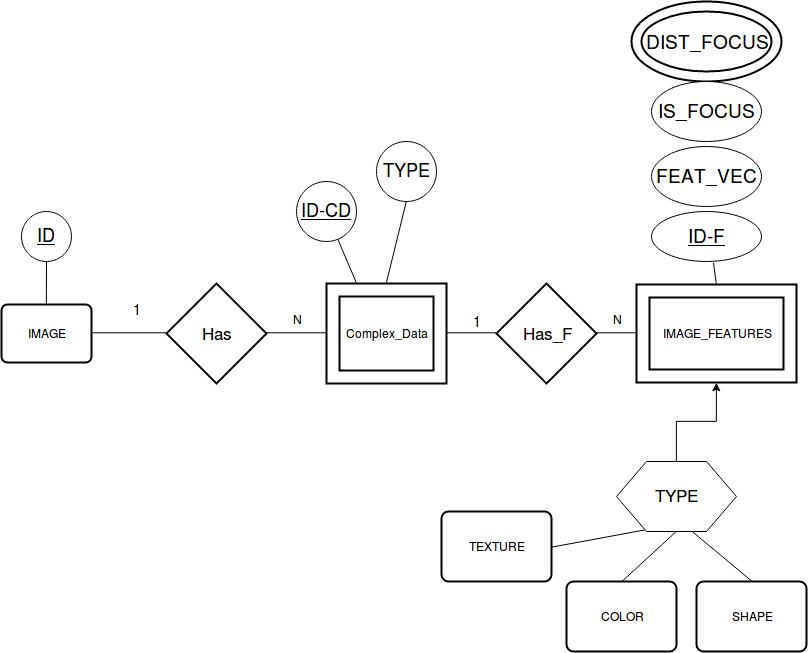 DIST_FOCUS
IS_FOCUS
TYPE
FEAT_VEC
ID-CD
ID
ID-F
1
N
1
N
IMAGE
Has
Complex_Data
Has_F
IMAGE_FEATURES
TYPE
TEXTURE
COLOR
SHAPE